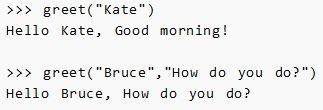 >>> greet("Kate")
Hello Kate, Good morning!
>>> greet("Bruce","How do you do?")
Hello Bruce, How do you do?